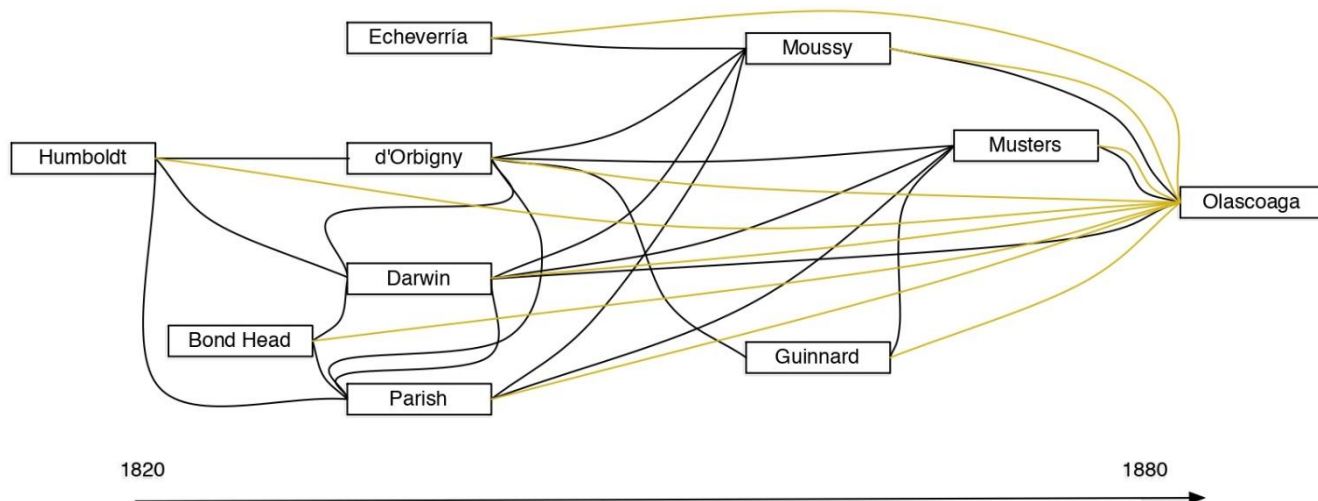 Echeverría
Moussy
Humboldt
d'Orbigny
Musters
Olascoaga
Darwin
Bond Head
Guinnard
Parish
1820
1880